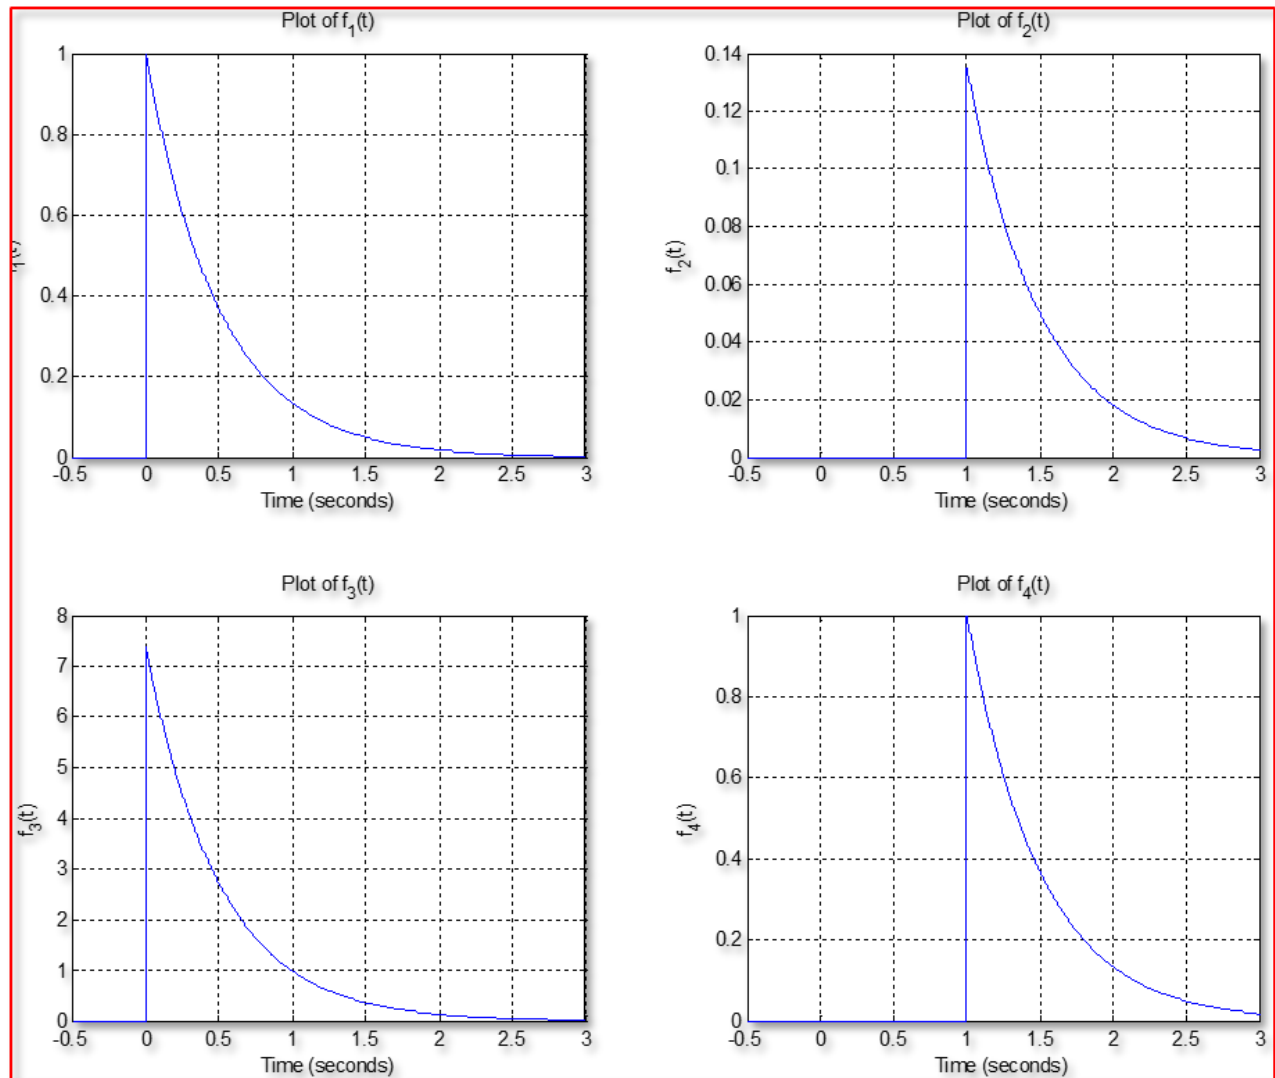 Plot of f1(t)
1
0.8
0.6
0.4
0.2
0
-0.5 0 0.5 1 1.5 2 2.5 3
Time (seconds)
Plot of f2(t)
f2(t)
0.14
0.12
0.1
0.08
0.06
0.04
0.02
0
-0.5 0 0.5 1 1.5 2 2.5 3
Time (seconds)
Plot of f3(t)
f3(t)
8
7
6
5
4
3
2
1
0
-0.5 0 0.5 1 1.5 2 2.5 3
Time (seconds)
Plot of f4(t)
f4(t)
1
0.8
0.6
0.4
0.2
0
-0.5 0 0.5 1 1.5 2 2.5 3
Time (seconds)